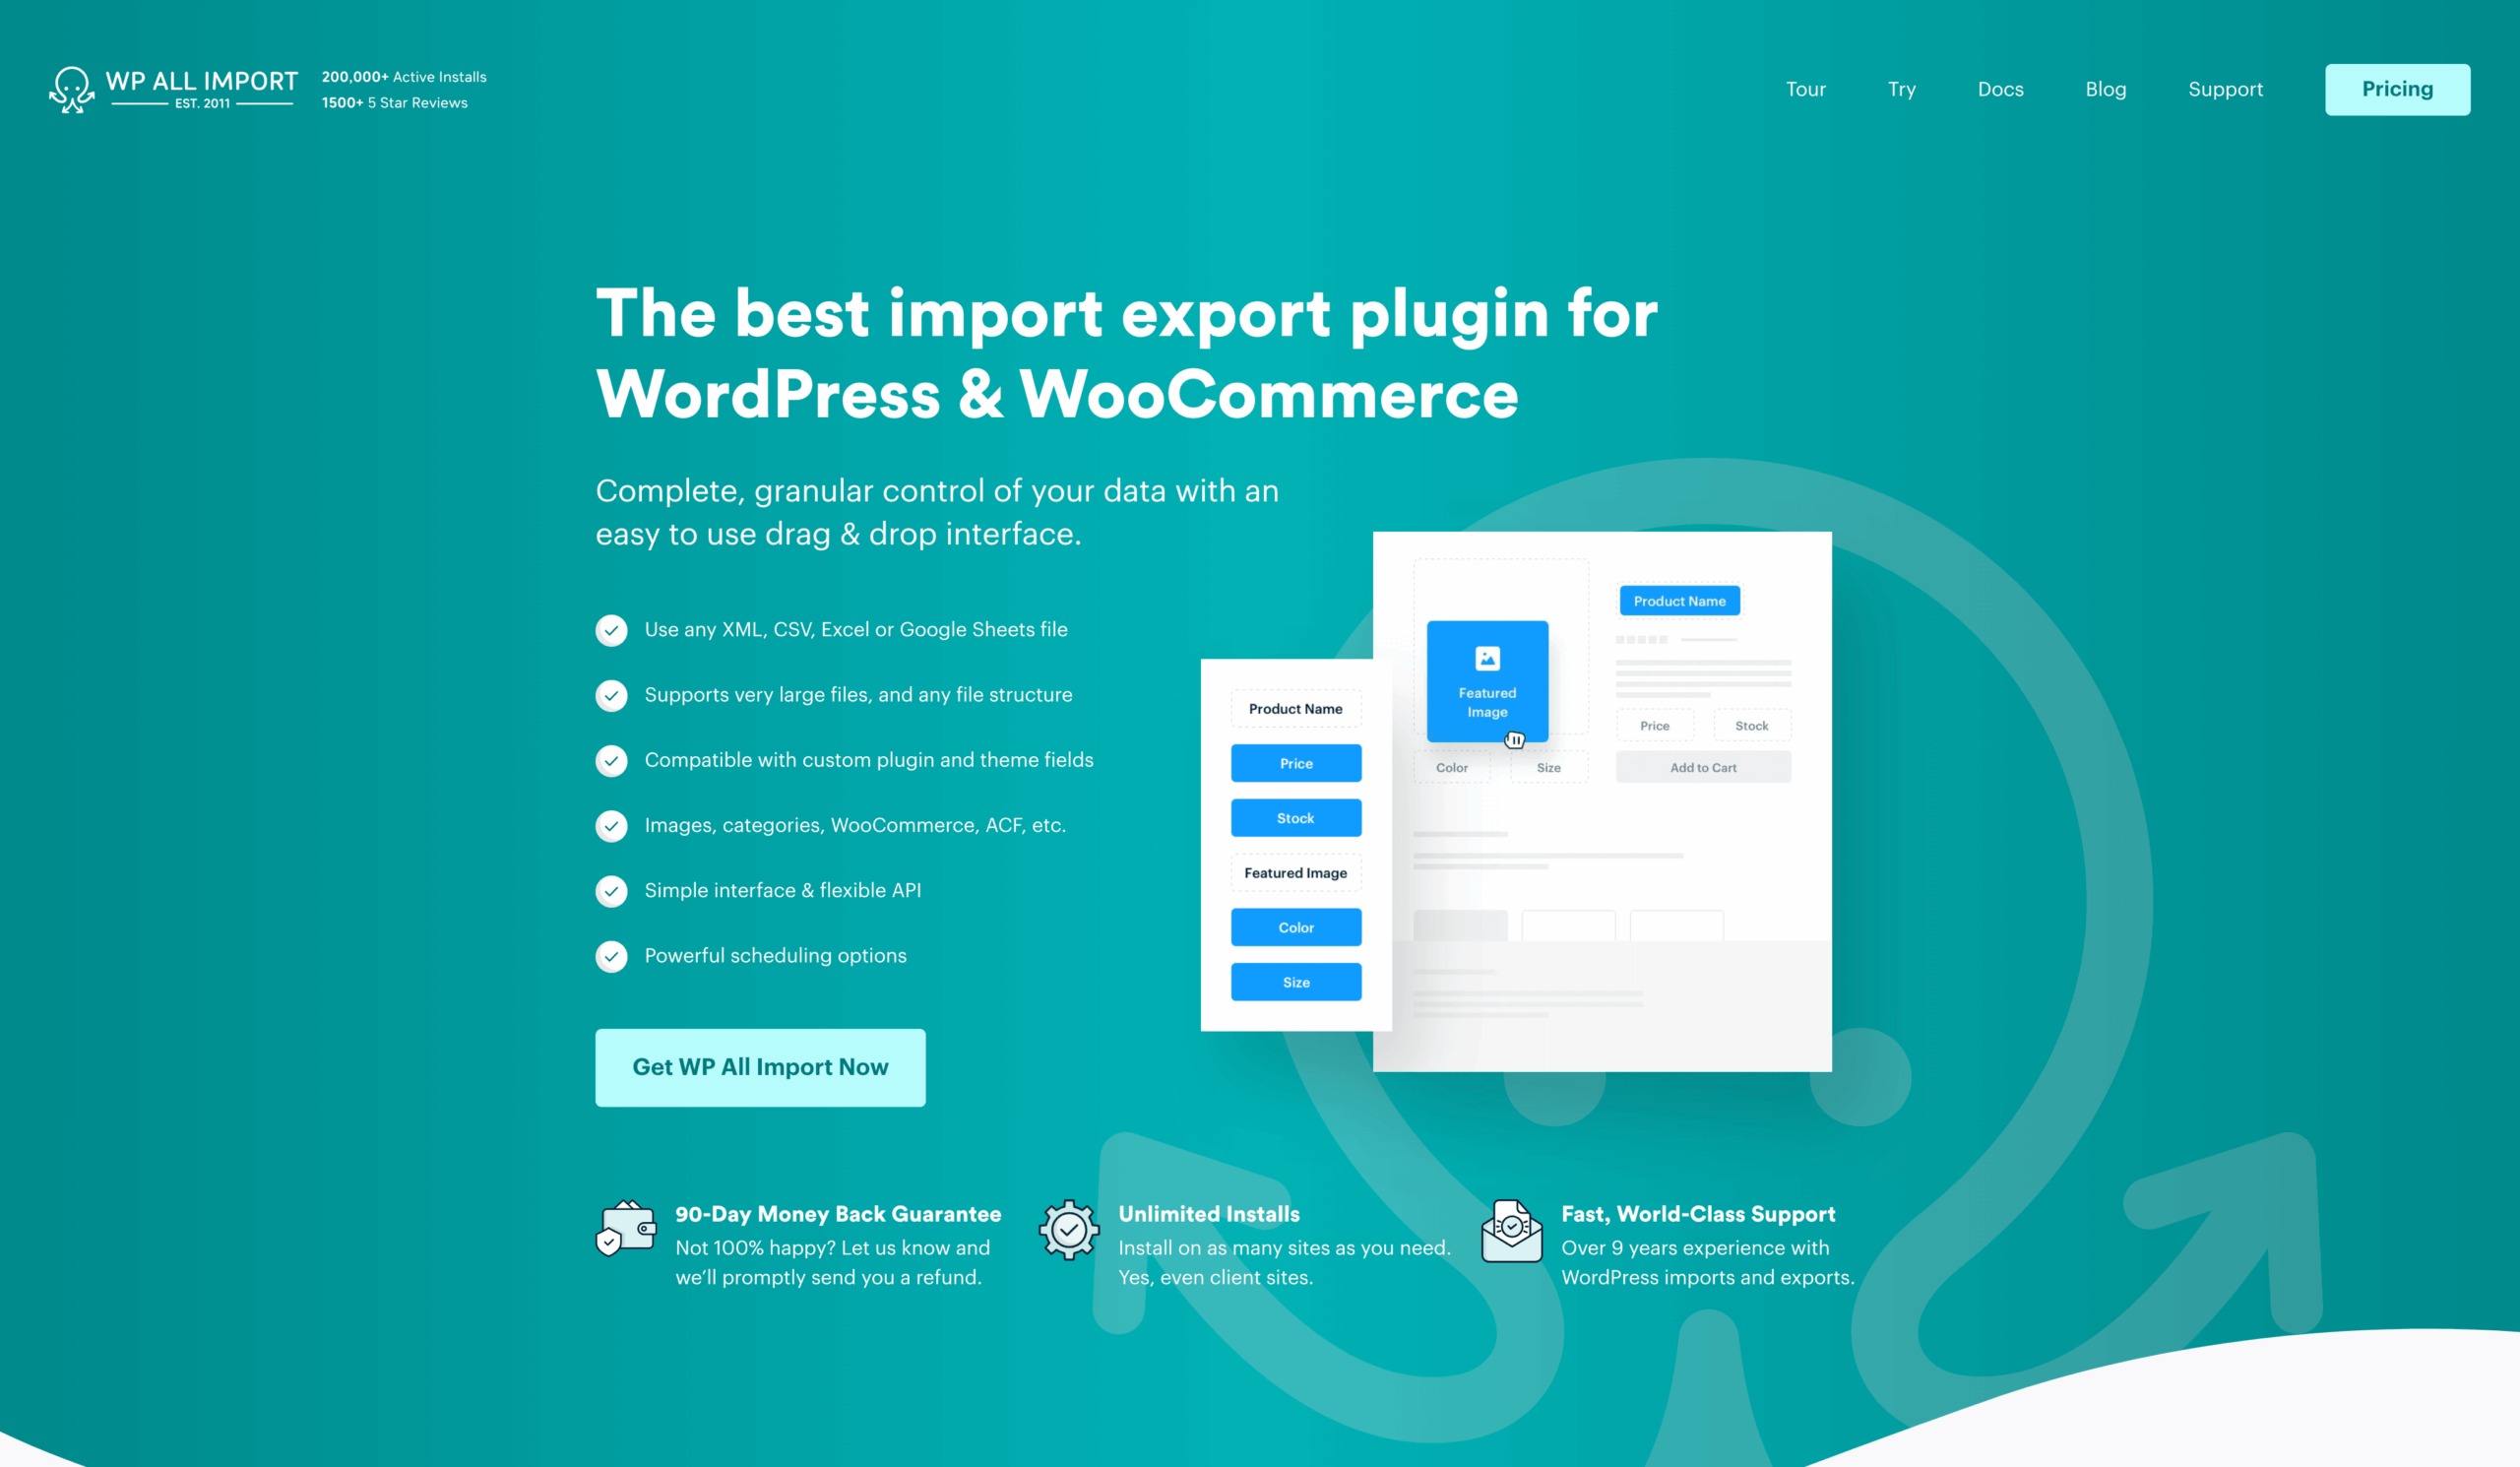 WP ALL IMPORT
EST. 2011
200,000+ Active Installs
1500+ 5 Star Reviews
Tour
Try
Docs
Blog
Support
Pricing
The best import export plugin for
WordPress & WooCommerce
Complete, granular control of your data with an
easy to use drag & drop interface.
Use any XML, CSV, Excel or Google Sheets file
Supports very large files, and any file structure
Compatible with custom plugin and theme fields
Images, categories, WooCommerce, ACF, etc.
Simple interface & flexible API
Powerful scheduling options
Get WP All Import Now
Product Name
Price
Stock
Featured Image
Color
Size
Product Name
Featured
Image
Price
Stock
Color
Size
Add to Cart
90-Day Money Back Guarantee
Not 100% happy? Let us know and
we’ll promptly send you a refund.
Unlimited Installs
Install on as many sites as you need.
Yes, even client sites.
Fast, World-Class Support
Over 9 years experience with
WordPress imports and exports.